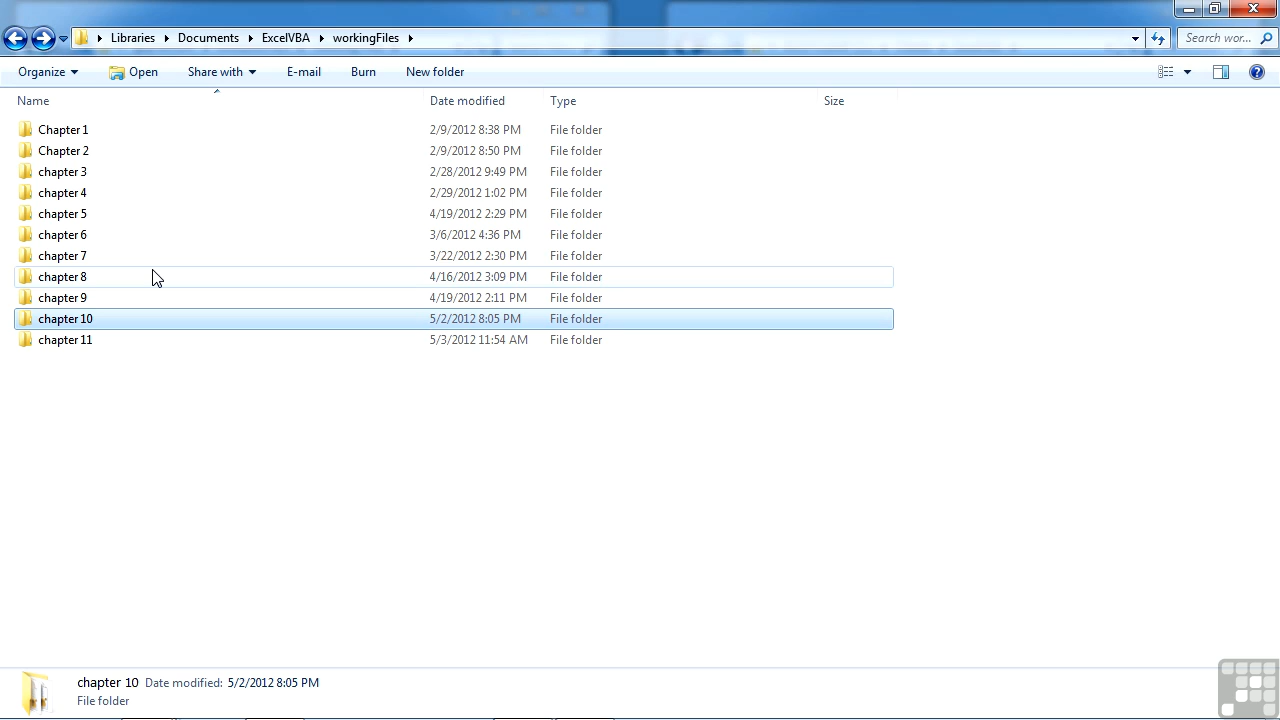 Libraries Documents ExcelVBA workingFiles Search wor...
Organize Open Share with E-mail Burn New folder
Name Date modified Type Size
Chapter 1 2/9/2012 8:38 PM File folder
Chapter 2 2/9/2012 8:50 PM File folder
chapter 3 2/28/2012 9:49 PM File folder
chapter 4 2/29/2012 1:02 PM File folder
chapter 5 4/19/2012 2:29 PM File folder
chapter 6 3/6/2012 4:36 PM File folder
chapter 7 3/22/2012 2:30 PM File folder
chapter 8 4/16/2012 3:09 PM File folder
chapter 9 4/19/2012 2:11 PM File folder
chapter 10 5/2/2012 8:05 PM File folder
chapter 11 5/3/2012 11:54 AM File folder
chapter 10 Date modified: 5/2/2012 8:05 PM
File folder